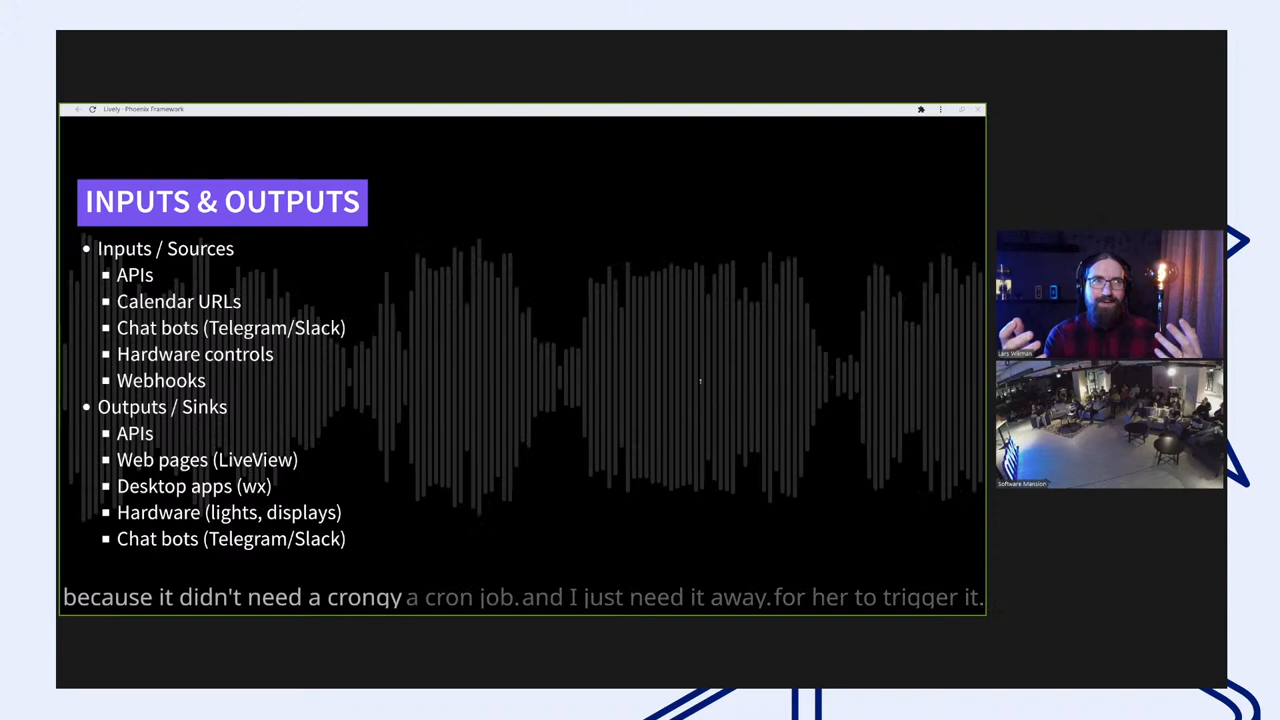 Lively · Phoenix Framework
INPUTS & OUTPUTS
Inputs / Sources
APIs
Calendar URLs
Chat bots (Telegram/Slack)
Hardware controls
Webhooks
Outputs / Sinks
APIs
Web pages (LiveView)
Desktop apps (wx)
Hardware (lights, displays)
Chat bots (Telegram/Slack)
because it didn't need a cronqy a cron job. and I just need it away. for her to trigger it.
Lars Wikman
Software Mansion